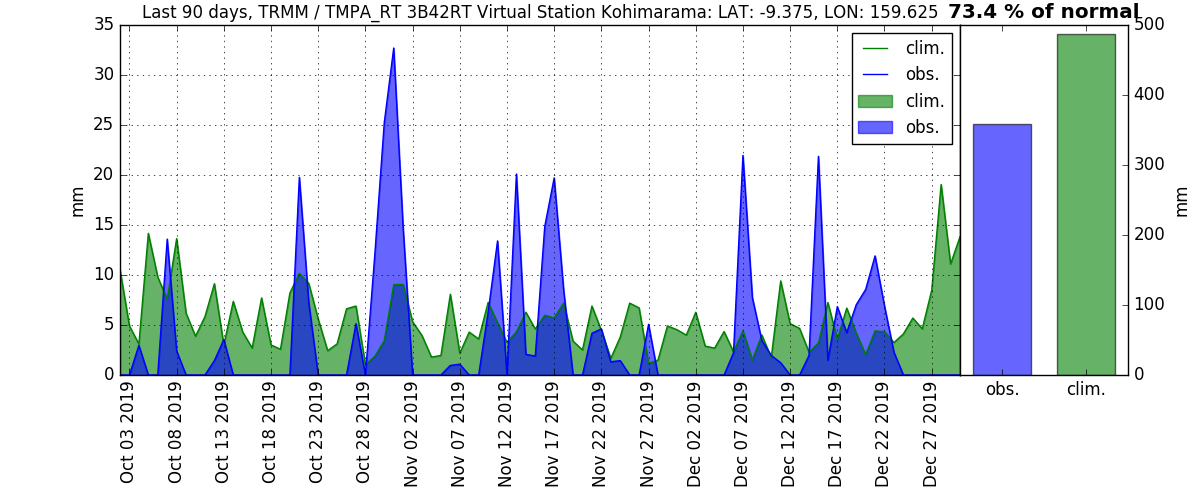 Last 90 days, TRMM / TMPA_RT 3B42RT Virtual Station Kohimarama: LAT: -9.375, LON: 159.625 73.4 % of normal
35
30
25
20
15
10
5
0
mm
clim.
obs.
clim.
obs.
500
400
300
200
100
0
mm
obs. clim.
Oct 03 2019
Oct 08 2019
Oct 13 2019
Oct 18 2019
Oct 23 2019
Oct 28 2019
Nov 02 2019
Nov 07 2019
Nov 12 2019
Nov 17 2019
Nov 22 2019
Nov 27 2019
Dec 02 2019
Dec 07 2019
Dec 12 2019
Dec 17 2019
Dec 22 2019
Dec 27 2019